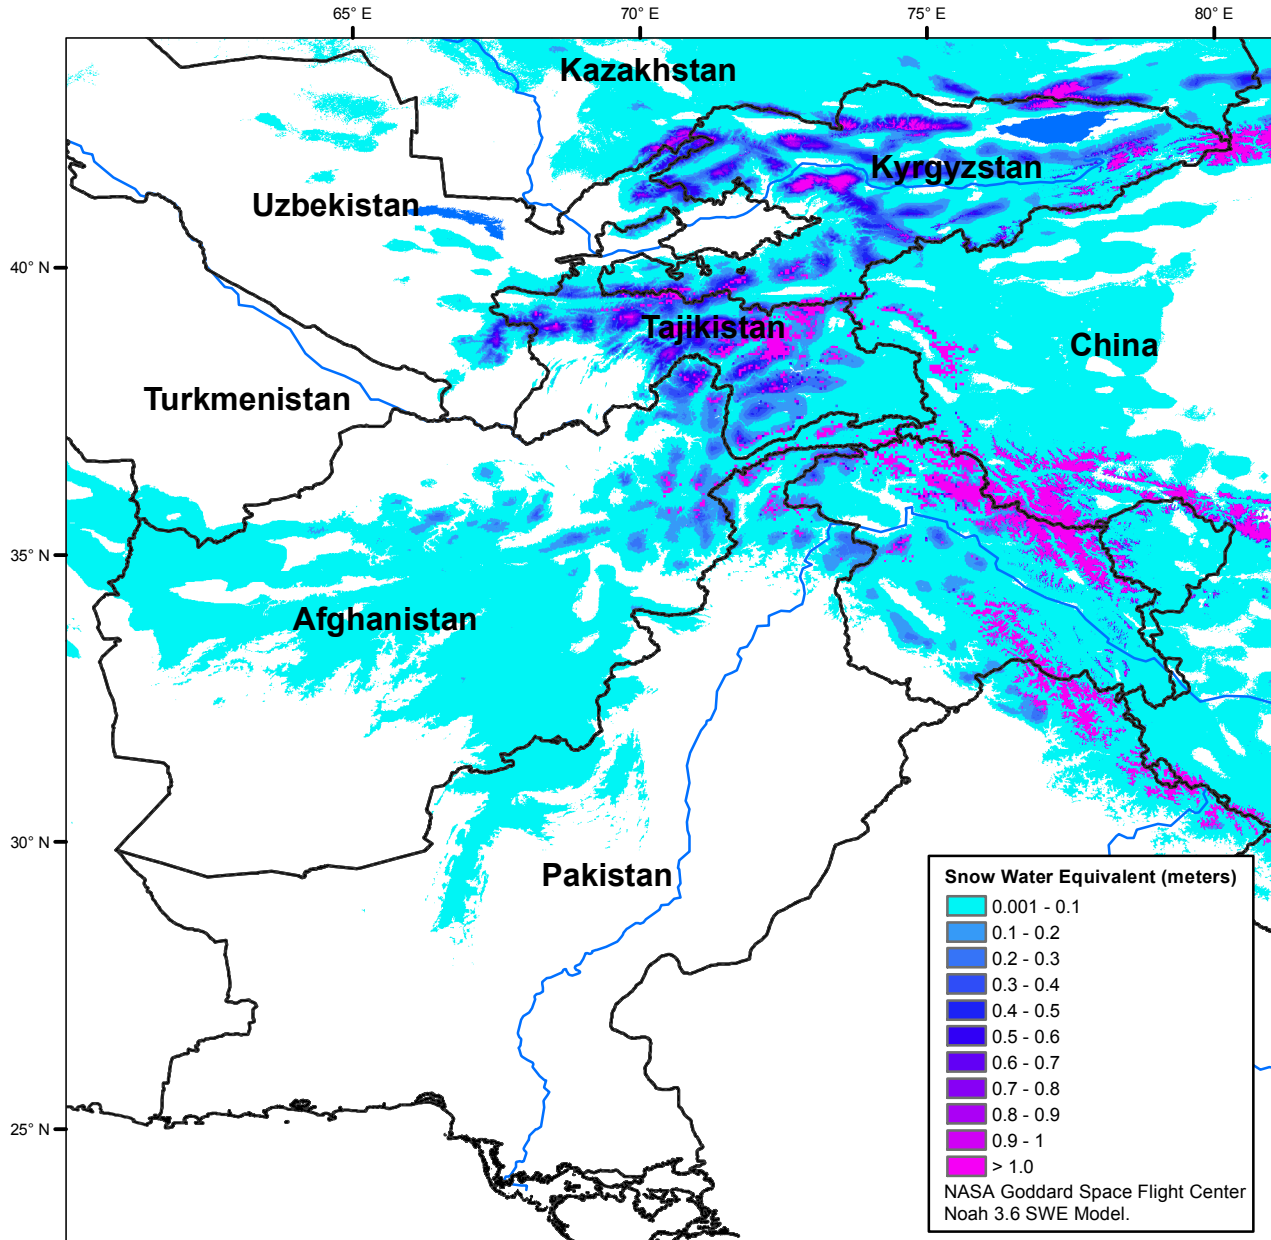 65° E
70° E
75° E
80° E
Kazakhstan
Kyrgyzstan
Uzbekistan
40° N
Tajikistan
China
Turkmenistan
35° N
Afghanistan
30° N
Pakistan
25° N
Snow Water Equivalent (meters)
0.001 - 0.1
0.1 - 0.2
0.2 - 0.3
0.3 - 0.4
0.4 - 0.5
0.5 - 0.6
0.6 - 0.7
0.7 - 0.8
0.8 - 0.9
0.9 - 1
> 1.0
NASA Goddard Space Flight Center
Noah 3.6 SWE Model.